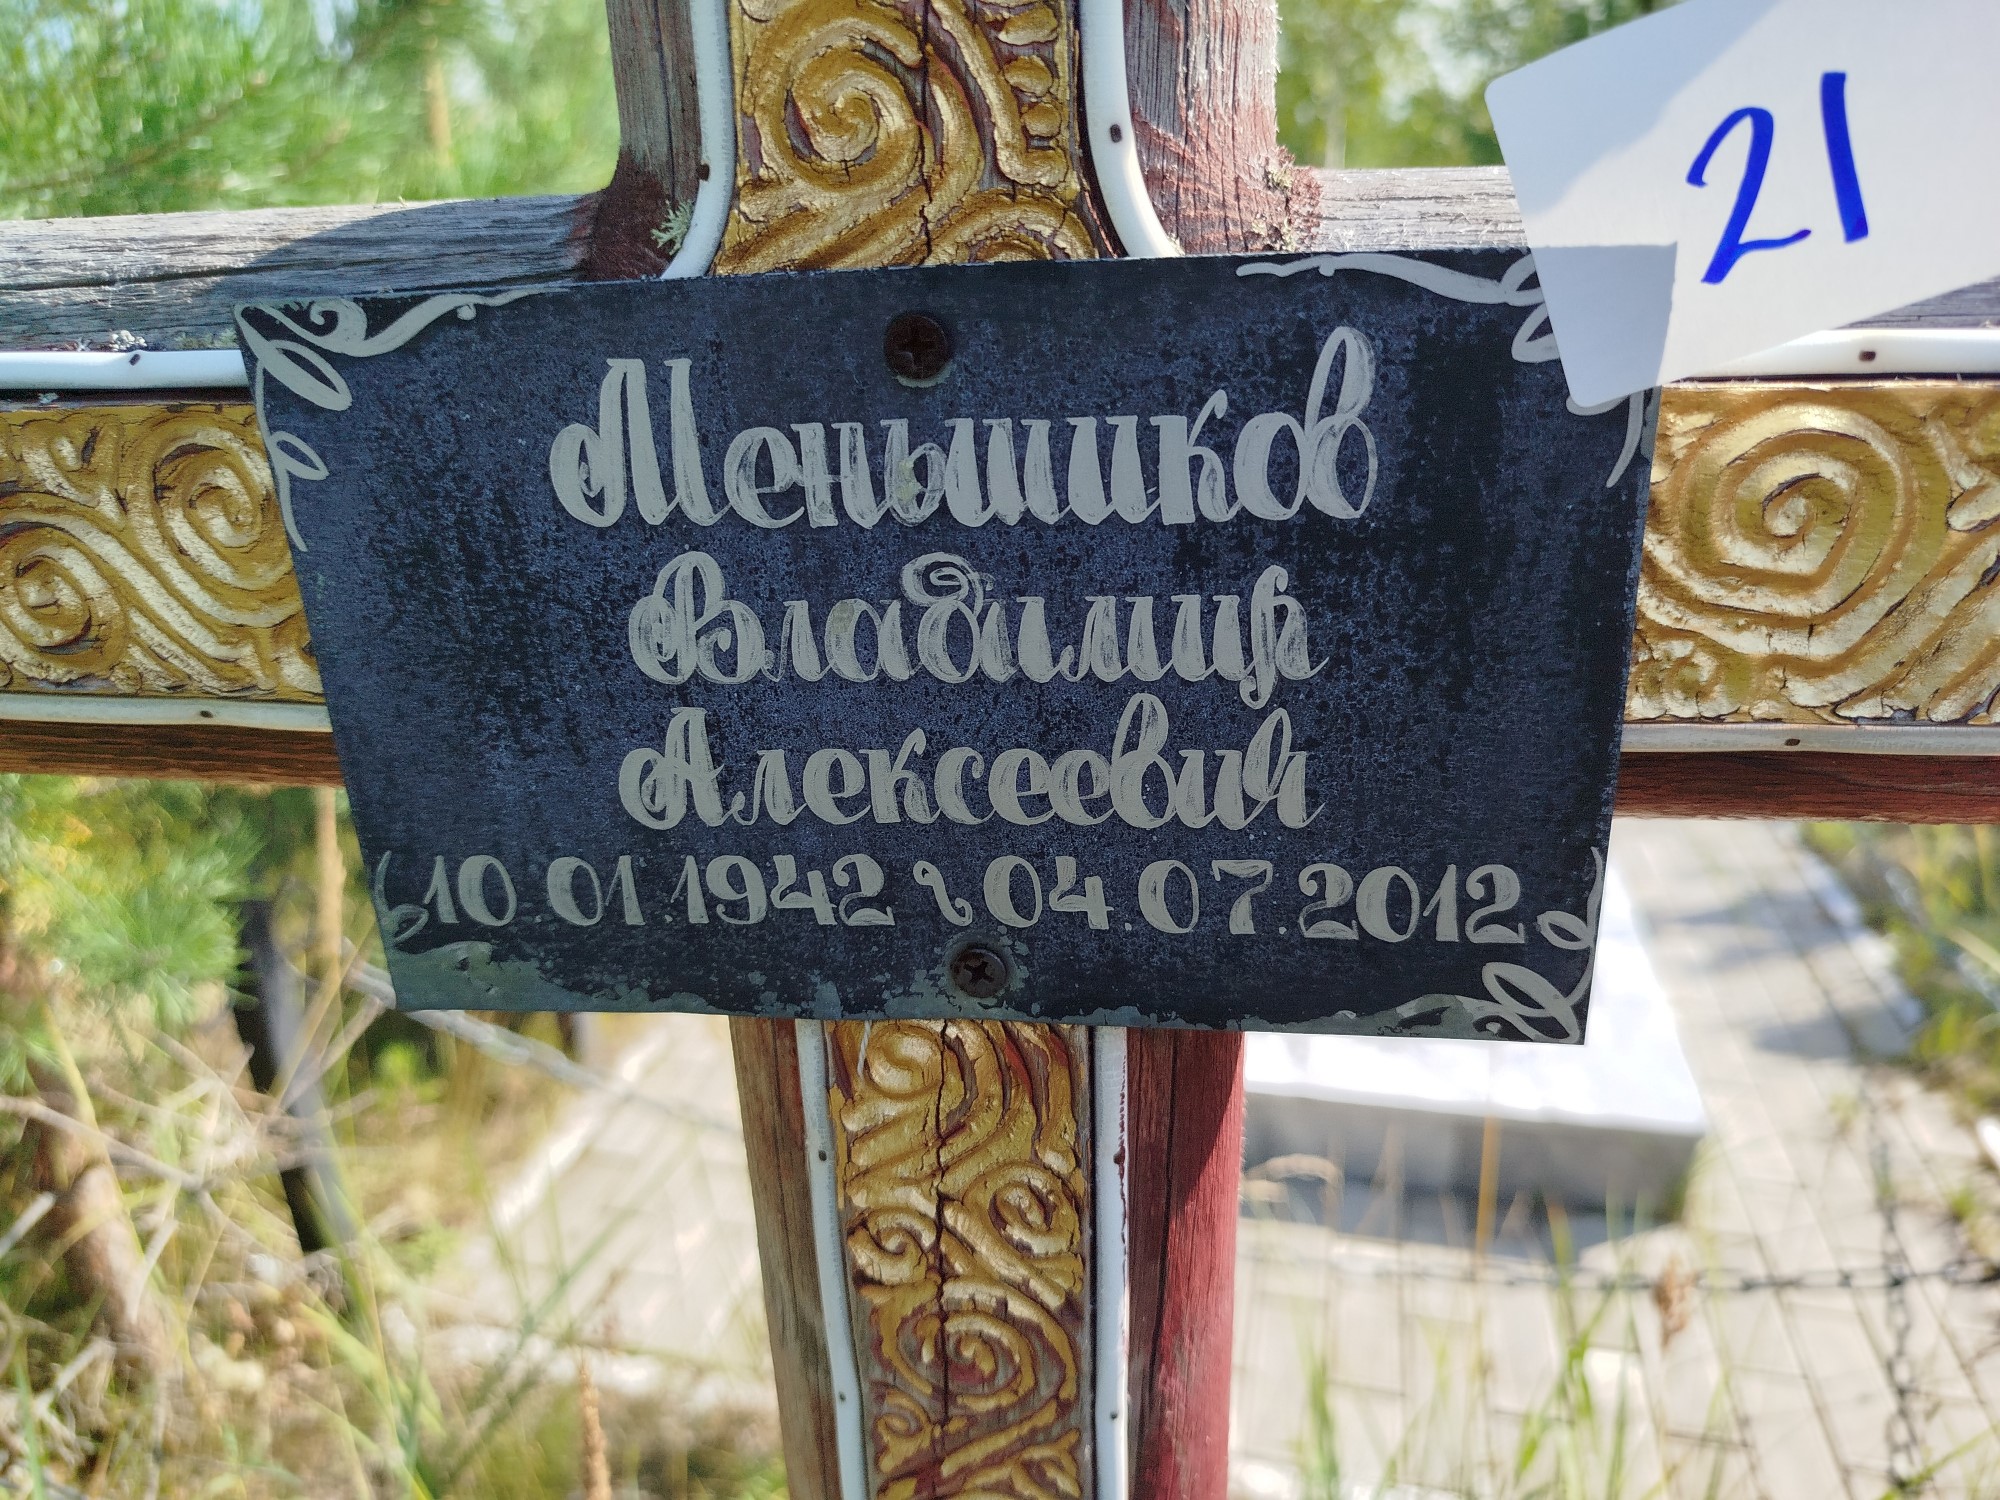 21
Меньшиков
Владимир
Алексеевич
10 01.1942 ~ 04.07.2012